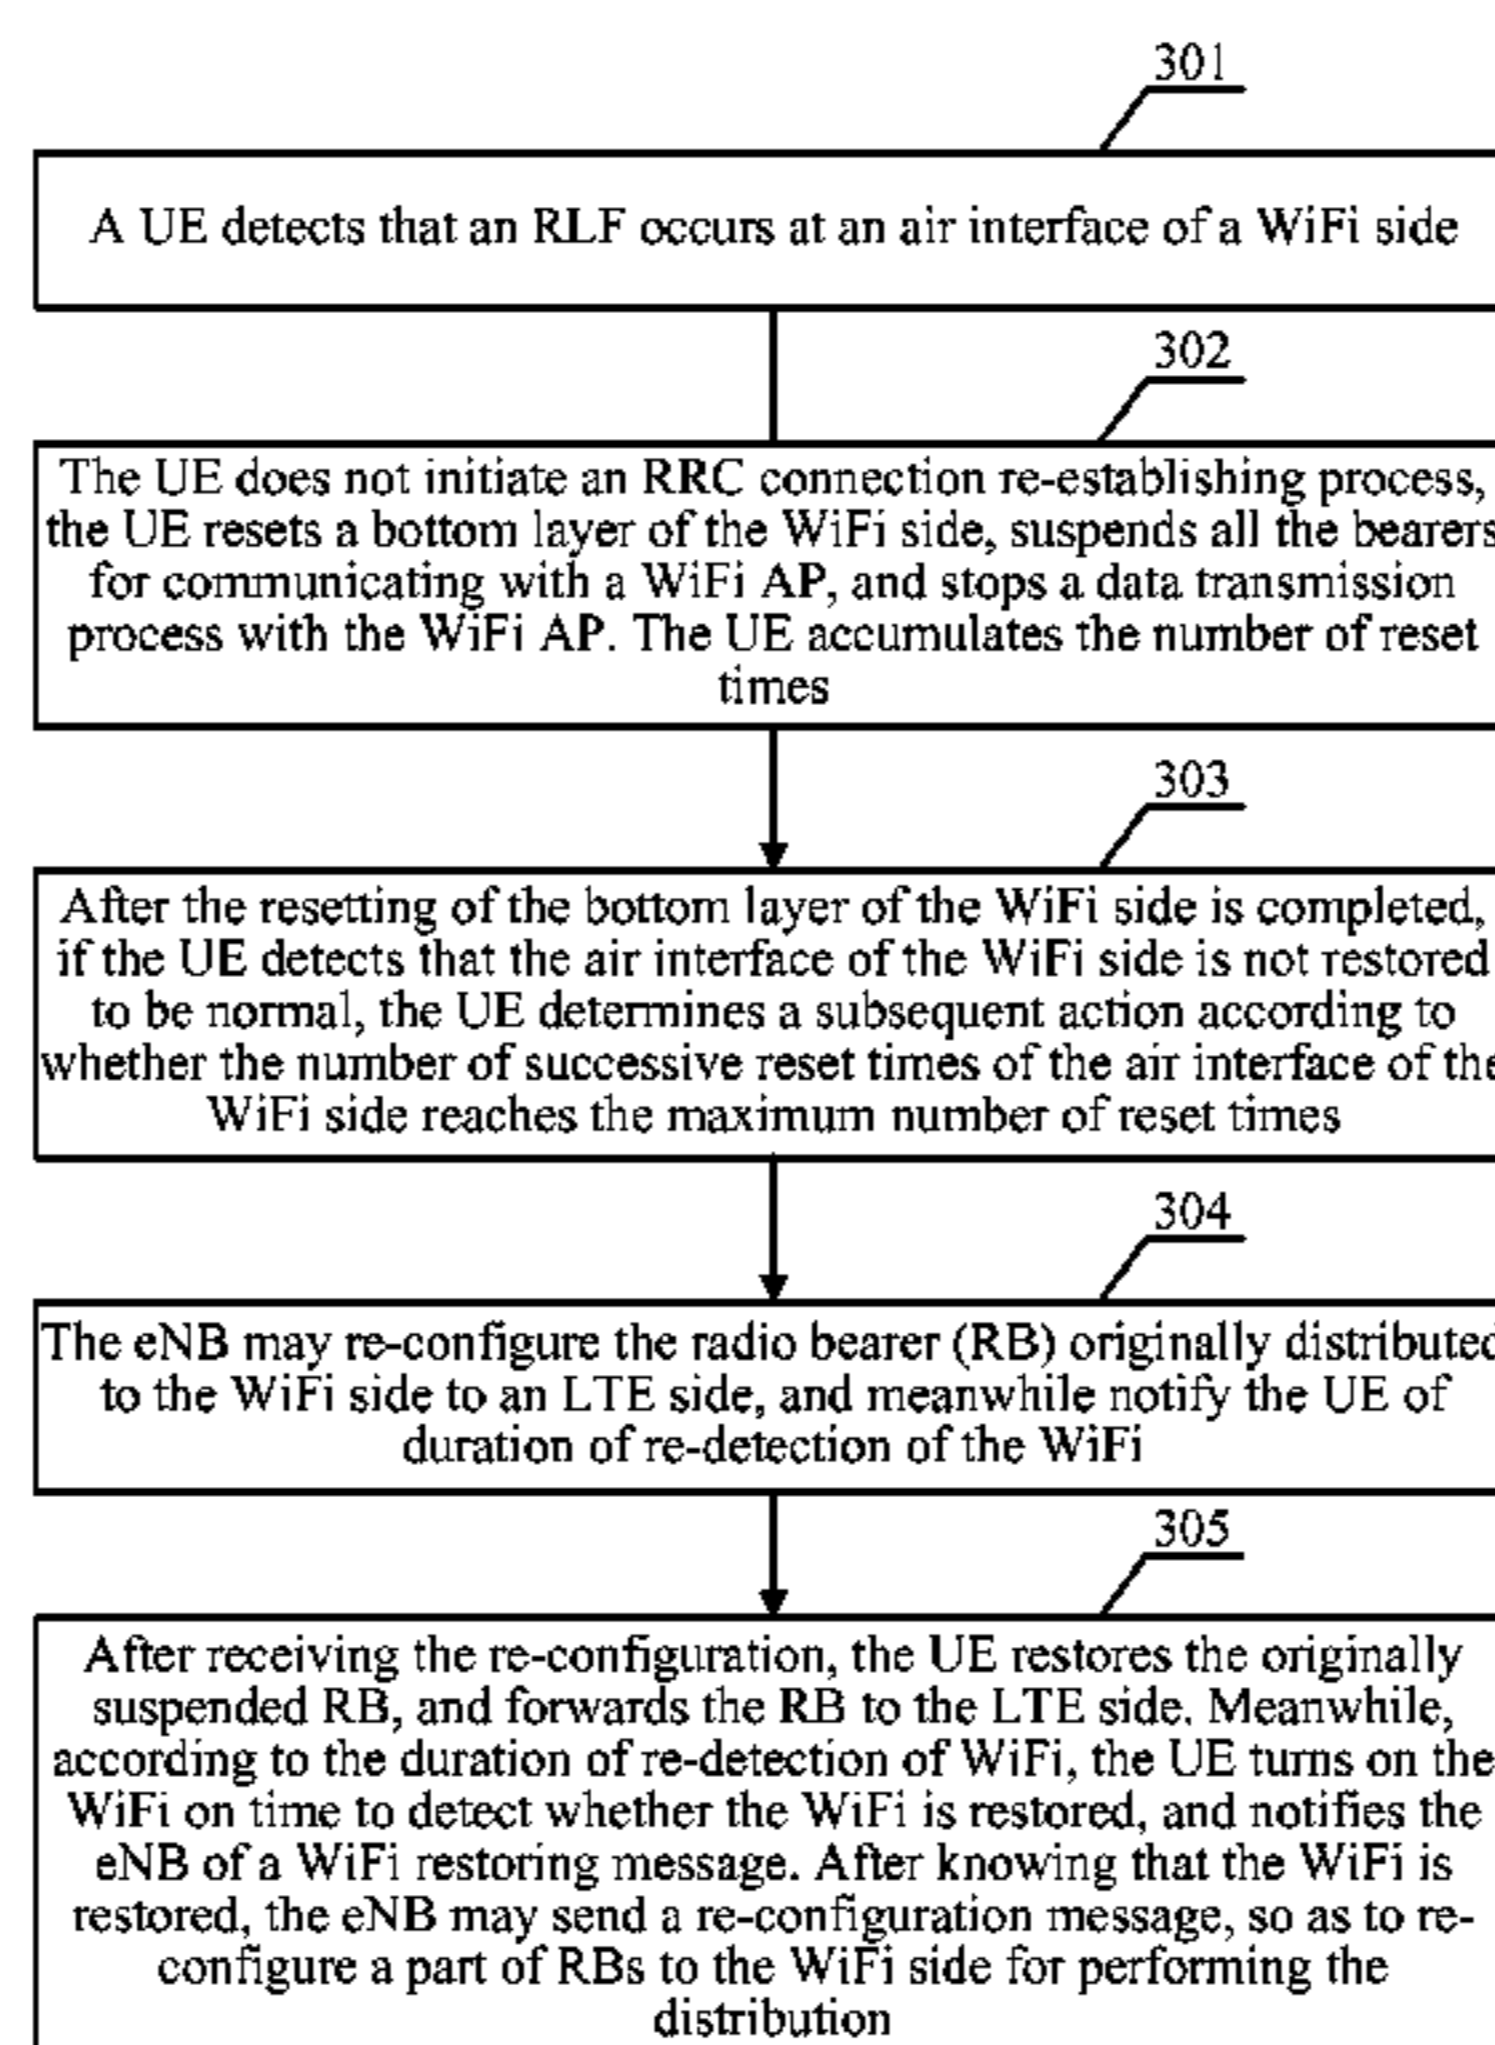 301
A UE detects that an RLF occurs at an air interface of a WiFi side
302
The UE does not initiate an RRC connection re-establishing process,
the UE resets a bottom layer of the WiFi side, suspends all the bearers
for communicating with a WiFi AP, and stops a data transmission
process with the WiFi AP. The UE accumulates the number of reset
times
303
After the resetting of the bottom layer of the WiFi side is completed,
if the UE detects that the air interface of the WiFi side is not restored
to be normal, the UE determines a subsequent action according to
whether the number of successive reset times of the air interface of the
WiFi side reaches the maximum number of reset times
304
The eNB may re-configure the radio bearer (RB) originally distributed
to the WiFi side to an LTE side, and meanwhile notify the UE of
duration of re-detection of the WiFi
305
After receiving the re-configuration, the UE restores the originally
suspended RB, and forwards the RB to the LTE side. Meanwhile,
according to the duration of re-detection of WiFi, the UE turns on the
WiFi on time to detect whether the WiFi is restored, and notifies the
eNB of a WiFi restoring message. After knowing that the WiFi is
restored, the eNB may send a re-configuration message, so as to re-
configure a part of RBs to the WiFi side for performing the
distribution